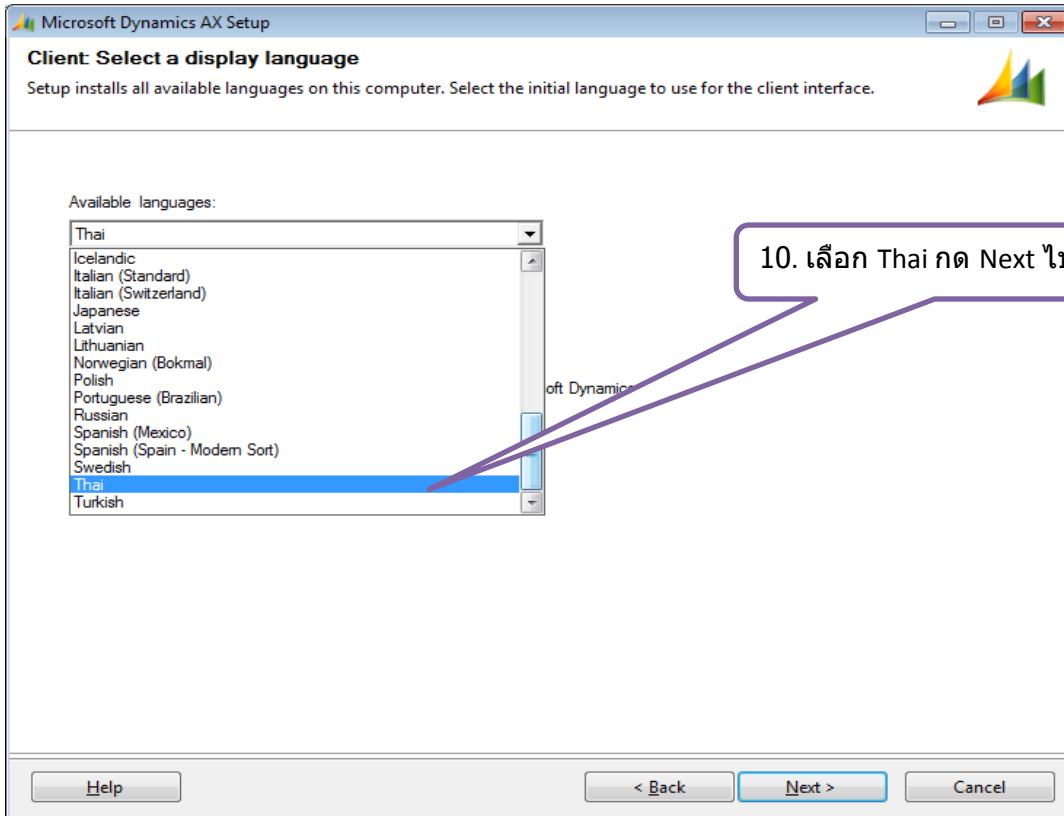 Microsoft Dynamics AX Setup
Client: Select a display language
Setup installs all available languages on this computer. Select the initial language to use for the client interface.
Available languages:
Thai
Icelandic
Italian (Standard)
Italian (Switzerland)
Japanese
Latvian
Lithuanian
Norwegian (Bokmal)
Polish
Portuguese (Brazilian)
Russian
Spanish (Mexico)
Spanish (Spain - Modern Sort)
Swedish
Thai
Turkish
oft Dynamics
10. เลือก Thai กด Next
Help
< Back
Next >
Cancel